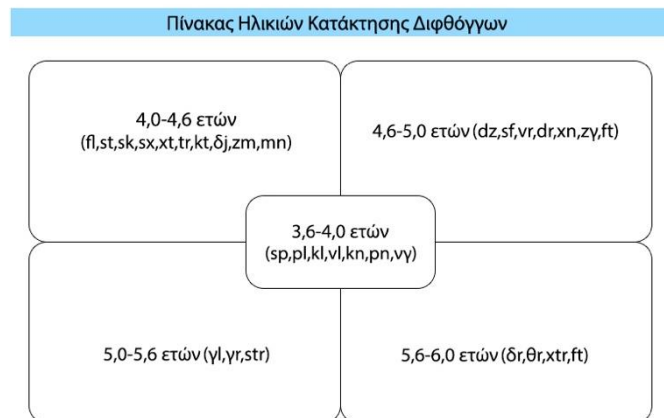 Πίνακας Ηλικιών Κατάκτησης Διφθόγγων
4,0-4,6 ετών
(fl,st,sk,sx,xt,tr,kt,δj,zm,mn)
4,6-5,0 ετών (dz,sf,vr,dr,xn,zγ,ft)
3,6-4,0 ετών
(sp,pl,kl,vl,kn,pn,vγ)
5,0-5,6 ετών (γl,γr,str)
5,6-6,0 ετών (δr,θr,xtr,ft)